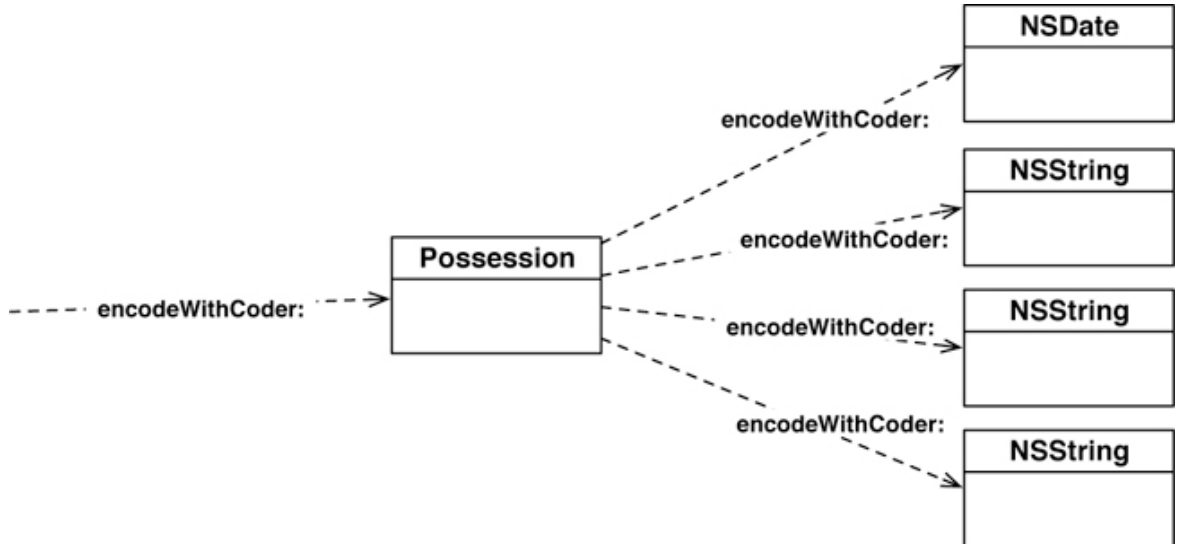 NSDate
encodeWithCoder:
NSString
encodeWithCoder:
Possession
encodeWithCoder:
NSString
encodeWithCoder:
encodeWithCoder:
NSString